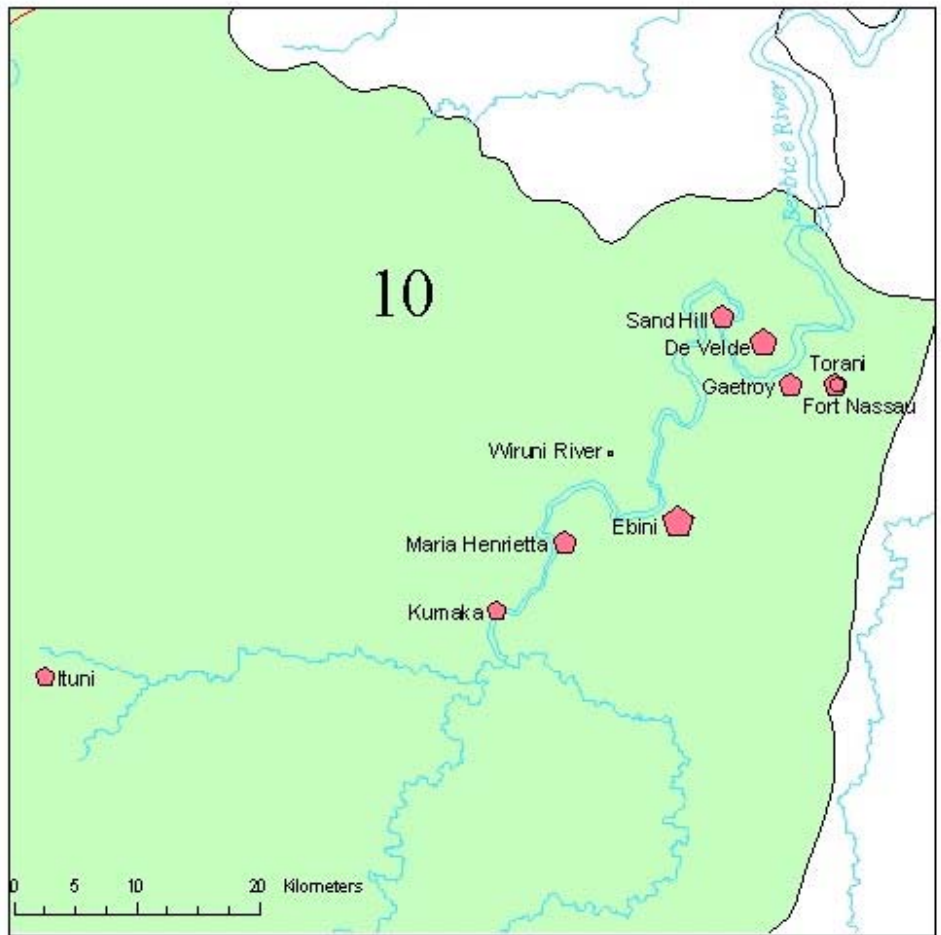 Berbice River
10
Sand Hill
De Velde
Torani
Gaetroy
Fort Nassau
Wiruni River
Ebini
Maria Henrietta
Kumaka
Ituni
0 5 10 20 Kilometers